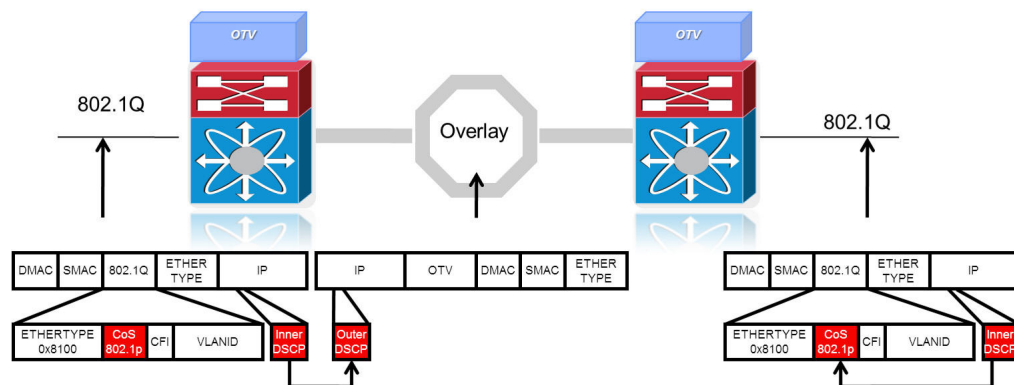 OTV
OTV
802.1Q
Overlay
802.1Q
DMAC SMAC 802.1Q ETHER TYPE IP
IP OTV DMAC SMAC ETHER TYPE
DMAC SMAC 802.1Q ETHER TYPE IP
ETHERTYPE 0x8100 CoS 802.1p CFI VLANID
Inner DSCP
Outer DSCP
ETHERTYPE 0x8100 CoS 802.1p CFI VLANID
Inner DSCP